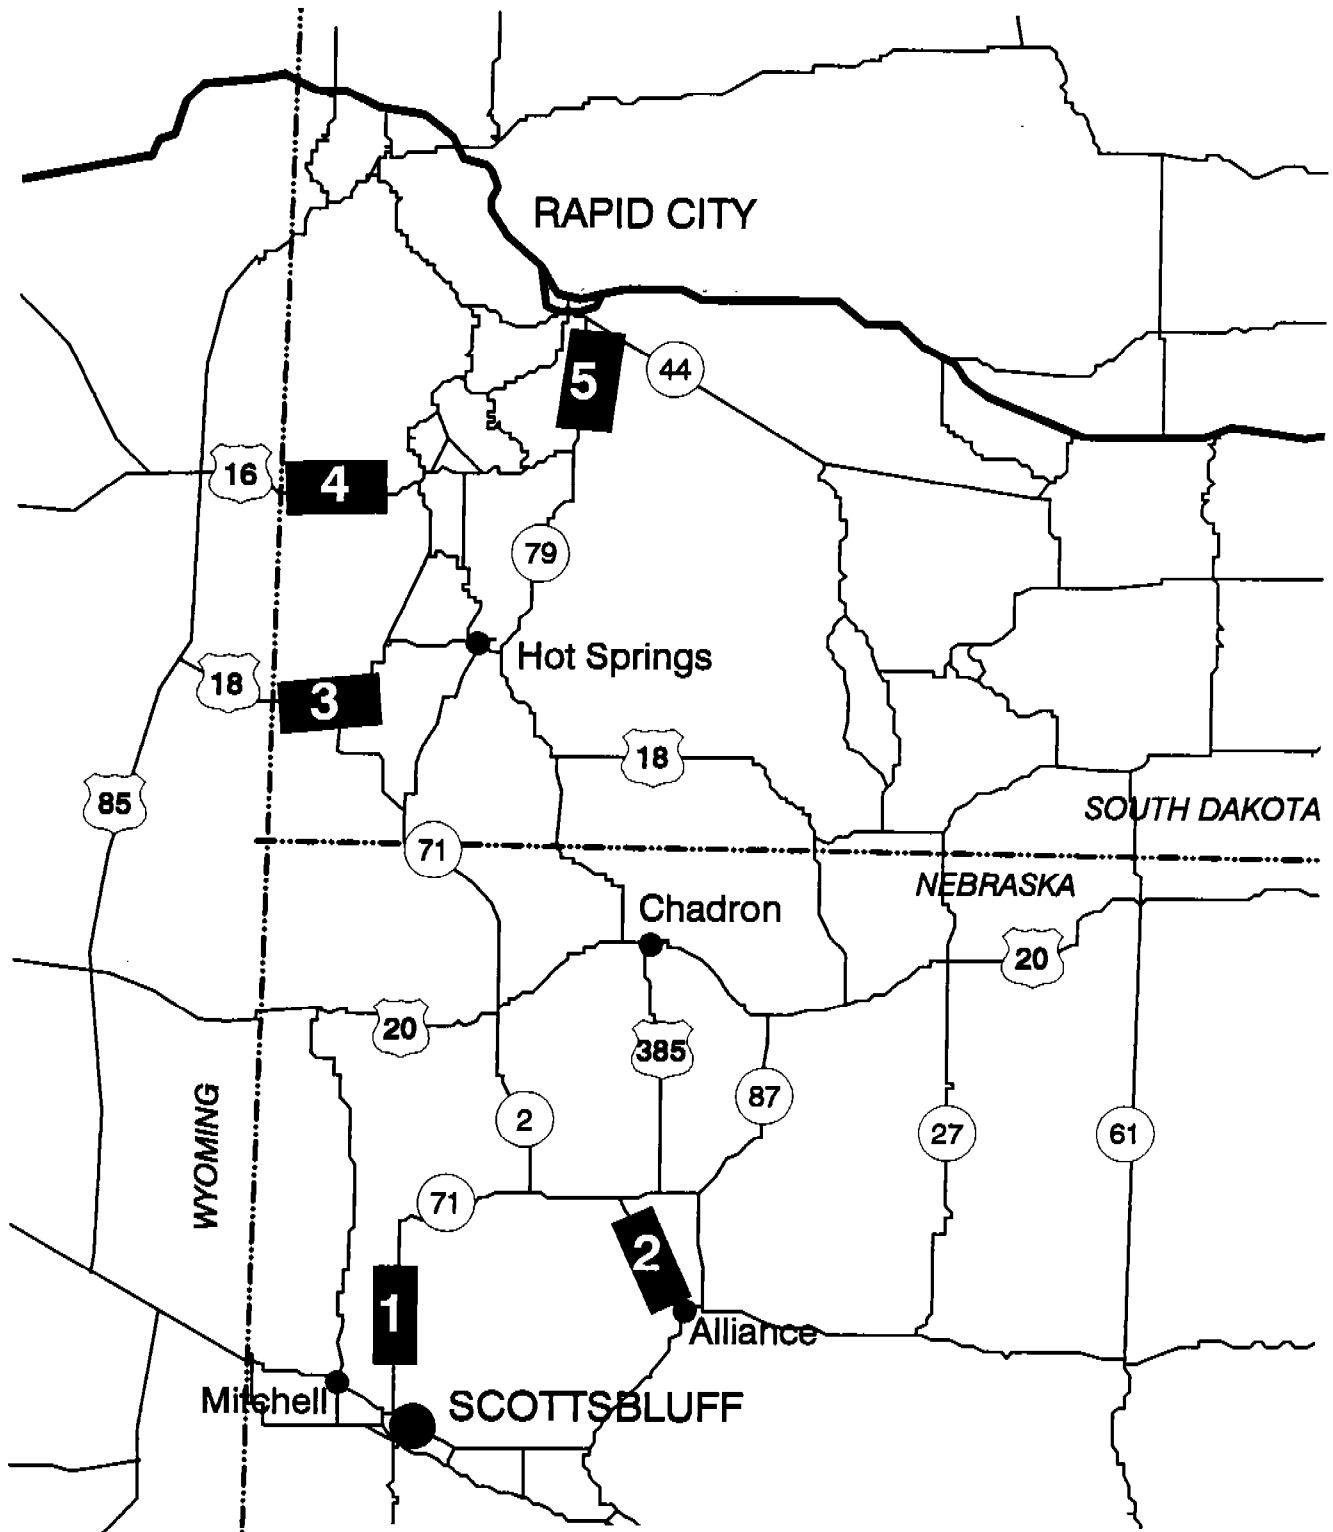 RAPID CITY
5
44
16
4
79
Hot Springs
18
3
18
85
SOUTH DAKOTA
71
NEBRASKA
Chadron
20
20
385
87
2
27
61
WYOMING
71
2
1
Alliance
Mitchell
SCOTTSBLUFF